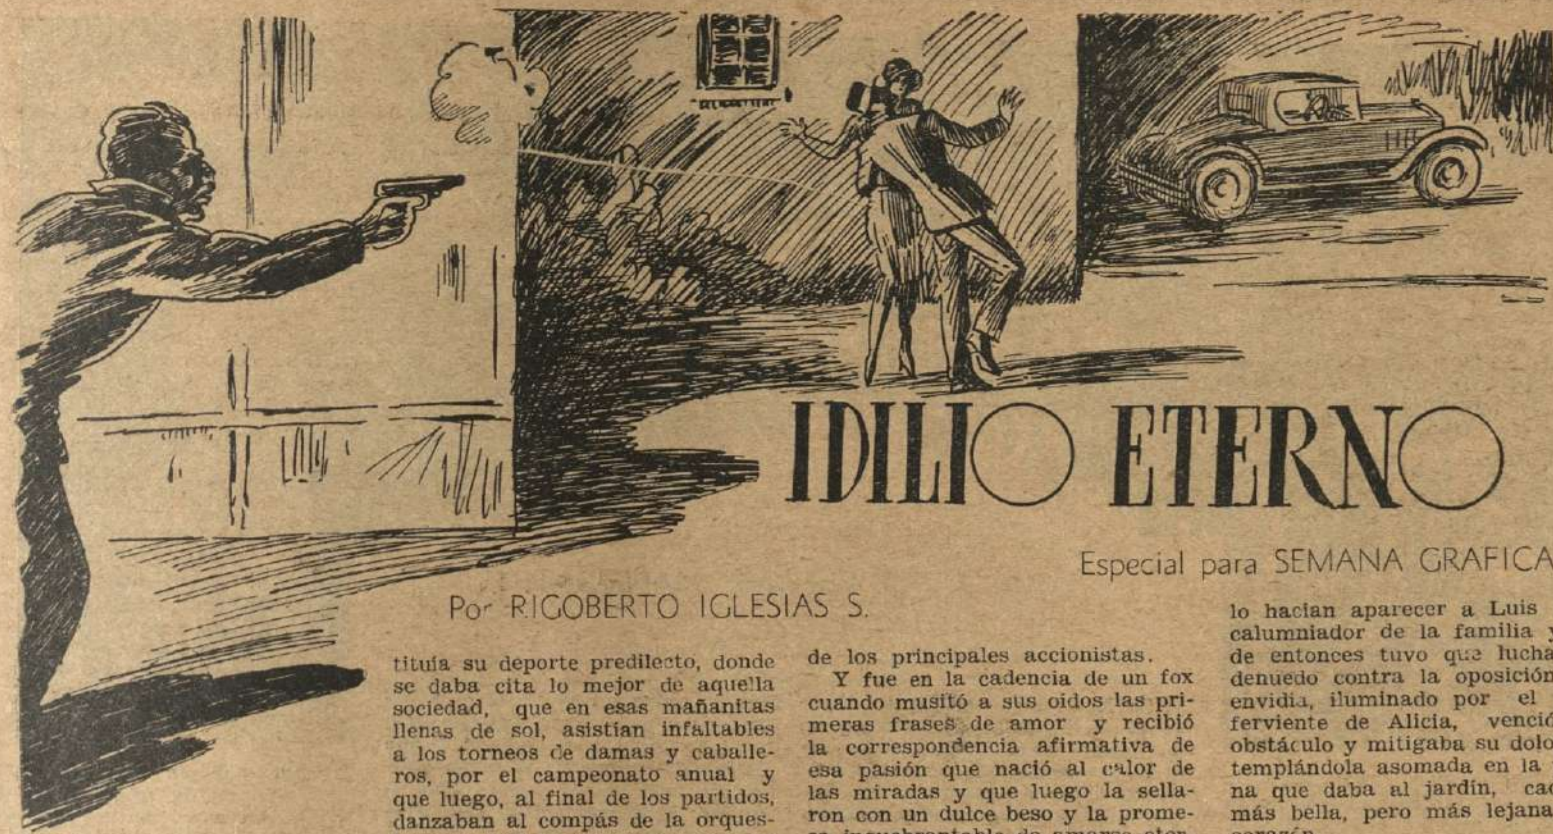 IDILIO ETERNO
Especial para SEMANA GRAFICA
Por RIGOBERTO IGLESIAS S.
tituía su deporte predilecto, donde
se daba cita lo mejor de aquella
sociedad, que en esas mañanitas
llenas de sol, asistían infaltables
a los torneos de damas y caballe-
ros, por el campeonato anual y
que luego, al final de los partidos,
danzaban al compás de la orques-
de los principales accionistas.
Y fue en la cadencia de un fox
cuando musitó a sus oidos las pri-
meras frases de amor y recibió
la correspondencia afirmativa de
esa pasión que nació al calor de
las miradas y que luego la sella-
ron con un dulce beso y la prome-
lo hacían aparecer a Luis
calumniador de la familia
de entonces tuvo que lucha
denuedo contra la oposición
envidia, iluminado por el
ferviente de Alicia, venció
obstáculo y mitigaba su dolo
templándola asomada en la
na que daba al jardín,
más bella, pero más lejana